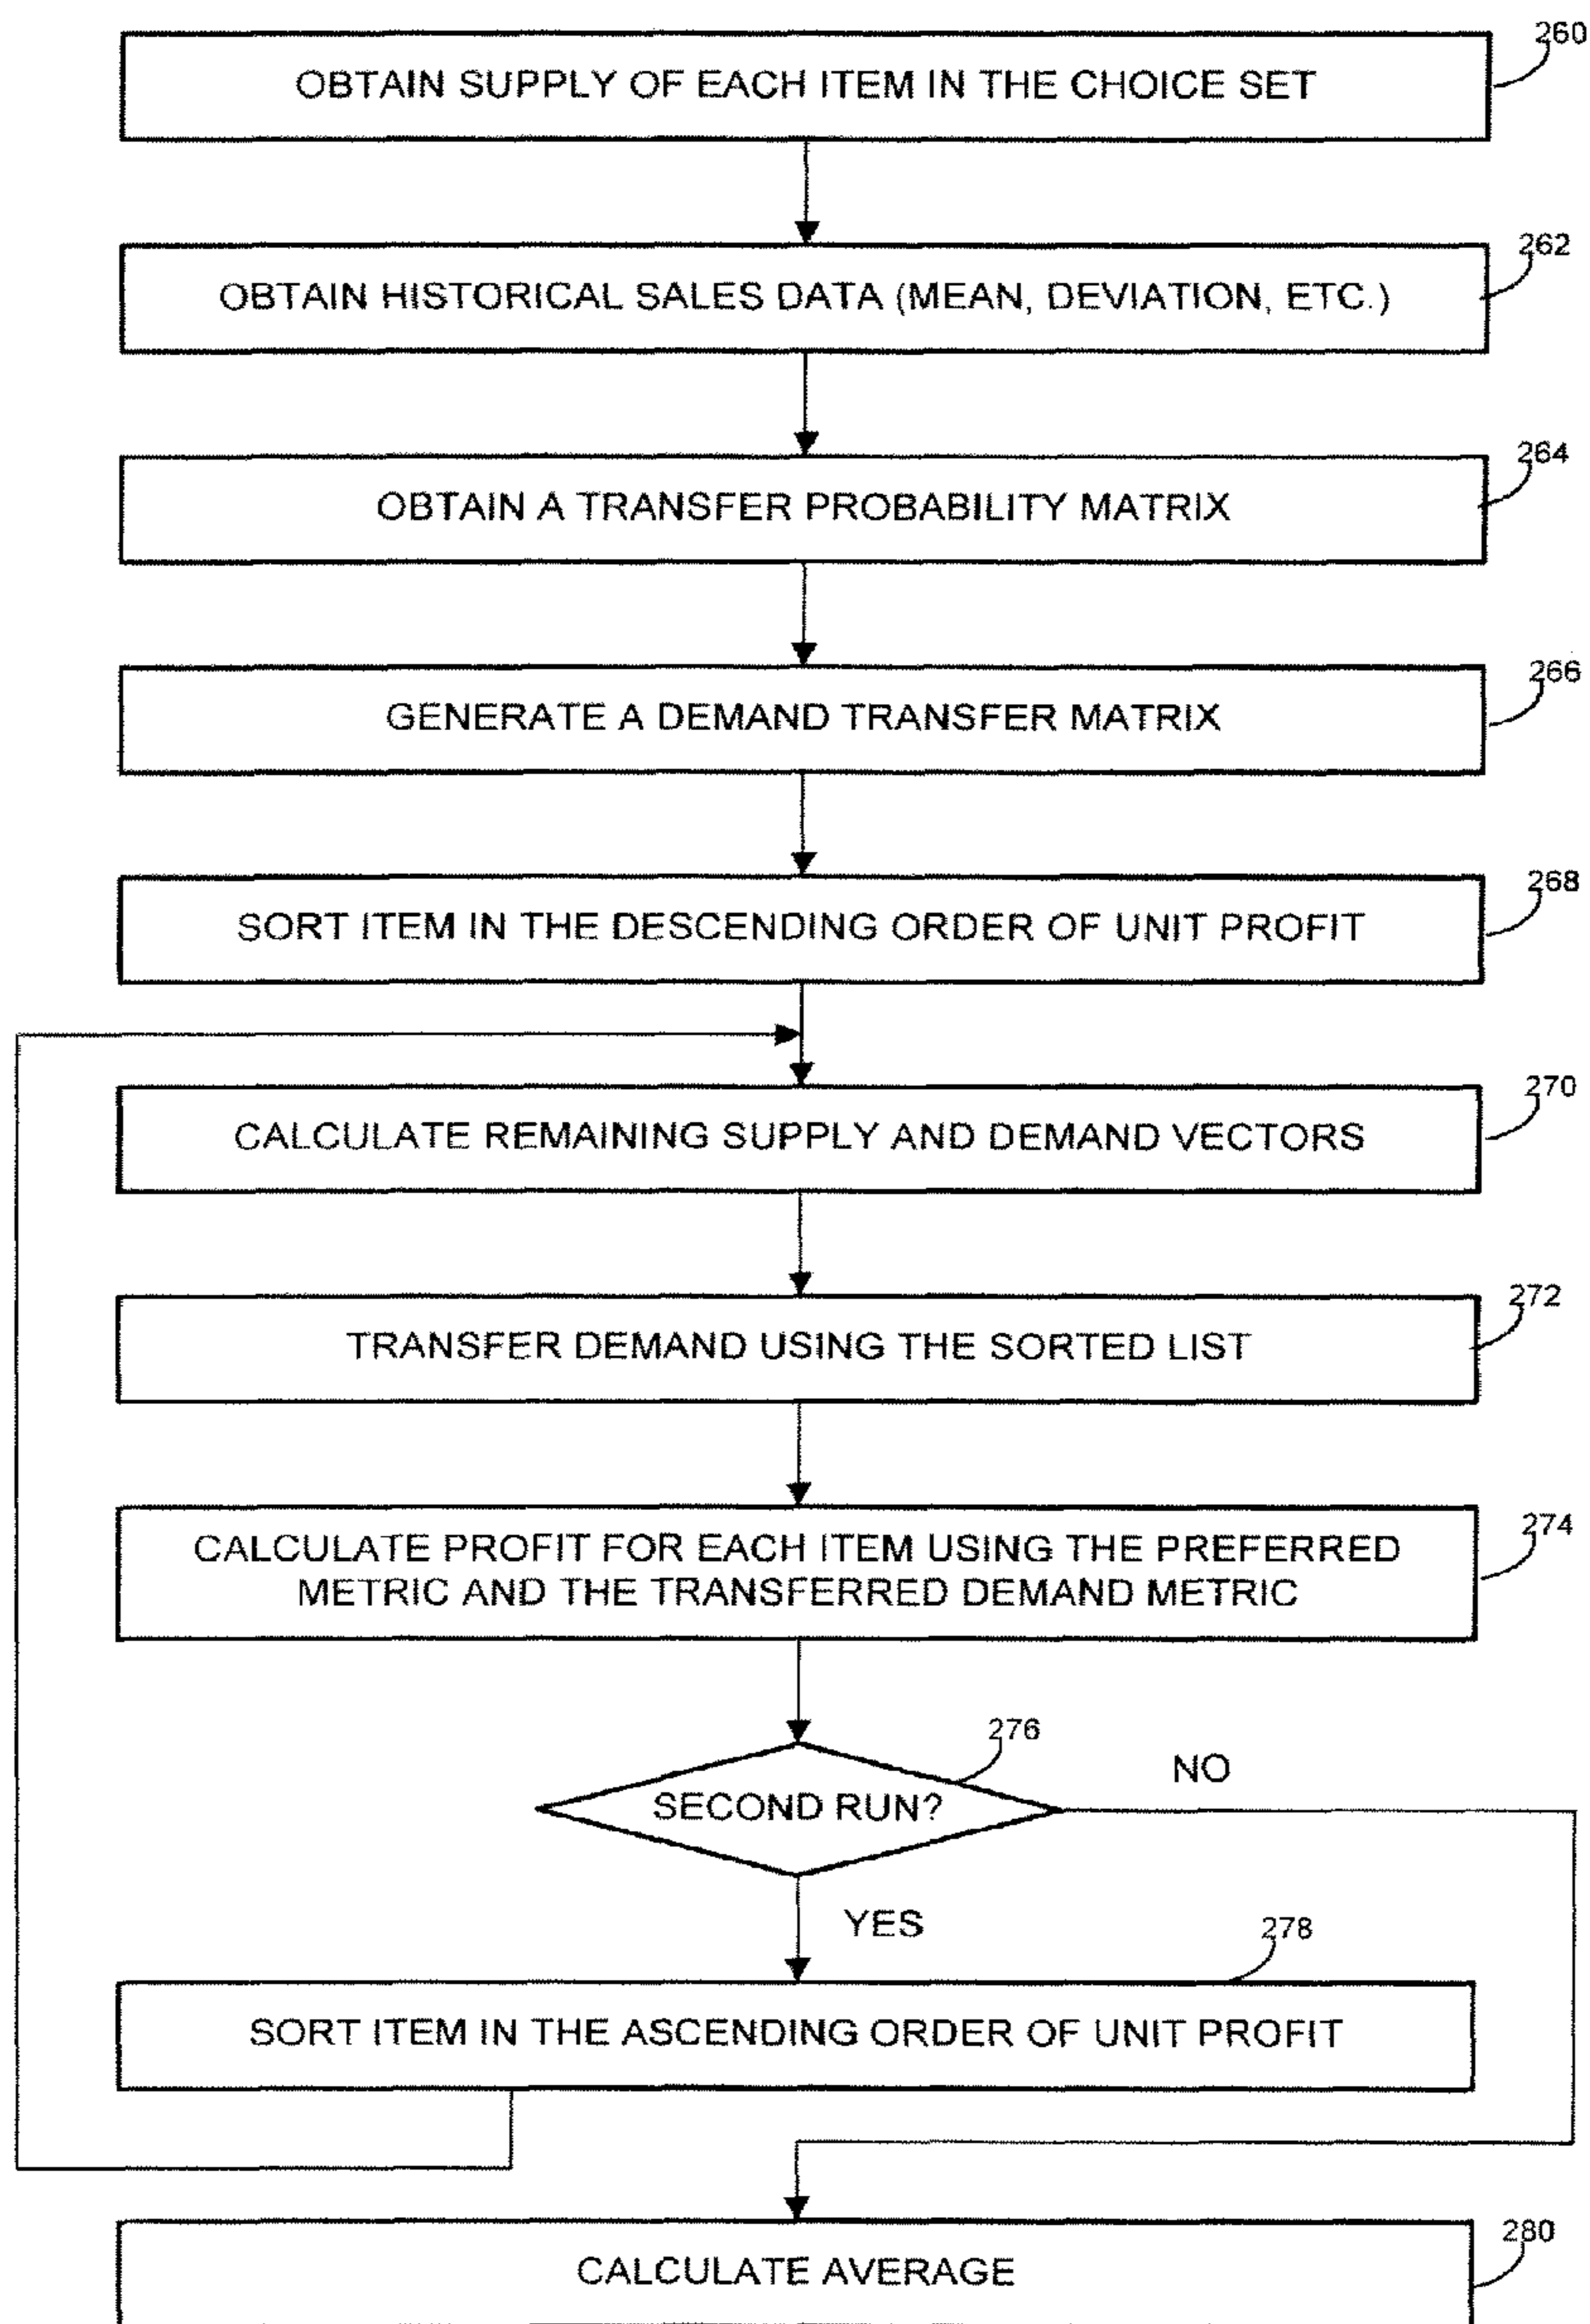 260
OBTAIN SUPPLY OF EACH ITEM IN THE CHOICE SET
262
OBTAIN HISTORICAL SALES DATA (MEAN, DEVIATION, ETC.)
264
OBTAIN A TRANSFER PROBABILITY MATRIX
266
GENERATE A DEMAND TRANSFER MATRIX
268
SORT ITEM IN THE DESCENDING ORDER OF UNIT PROFIT
270
CALCULATE REMAINING SUPPLY AND DEMAND VECTORS
272
TRANSFER DEMAND USING THE SORTED LIST
274
CALCULATE PROFIT FOR EACH ITEM USING THE PREFERRED
METRIC AND THE TRANSFERRED DEMAND METRIC
276
NO
SECOND RUN?
YES
278
SORT ITEM IN THE ASCENDING ORDER OF UNIT PROFIT
280
CALCULATE AVERAGE